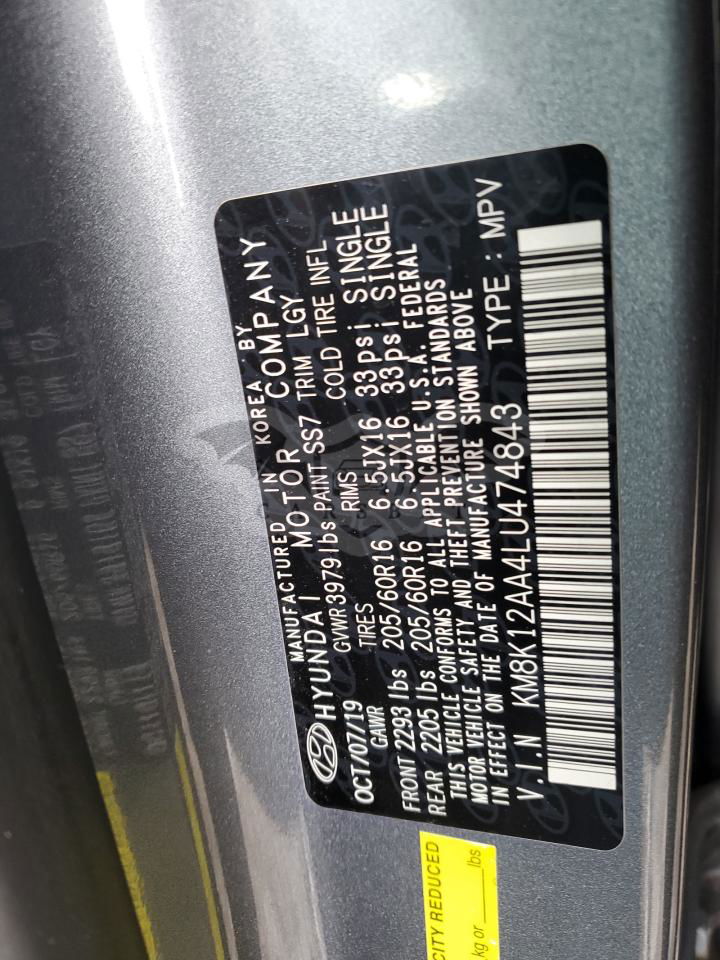 MANUFACTURED IN KOREA BY
HYUNDAI MOTOR COMPANY
OCT/07/19 GVWR 3979 lbs PAINT SS7 TRIM LGY
GAWR TIRES RIMS COLD TIRE INFL
FRONT 2293 lbs 205/60R16 6.5JX16 33psi SINGLE
REAR 2205 lbs 205/60R16 6.5JX16 33psi SINGLE
THIS VEHICLE CONFORMS TO ALL APPLICABLE U.S.A. FEDERAL
MOTOR VEHICLE SAFETY AND THEFT PREVENTION STANDARDS
IN EFFECT ON THE DATE OF MANUFACTURE SHOWN ABOVE
V.I.N KM8K12AA4LU474843 TYPE : MPV
CITY REDUCED
kg or ______ lbs